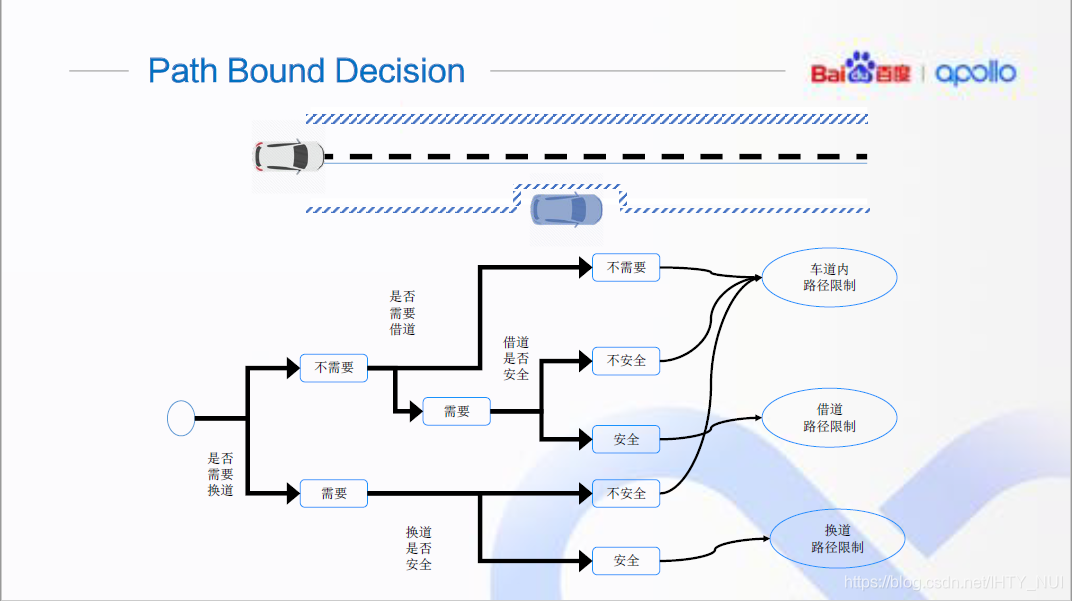 Path Bound Decision
Bai du 百度 | apollo
不需要
车道内
路径限制
是否
需要
借道
借道
是否
安全
不安全
不需要
需要
借道
路径限制
安全
是否
需要
换道
需要
不安全
换道
是否
安全
换道
路径限制
安全
https://blog.csdn.net/IHTY_NUI